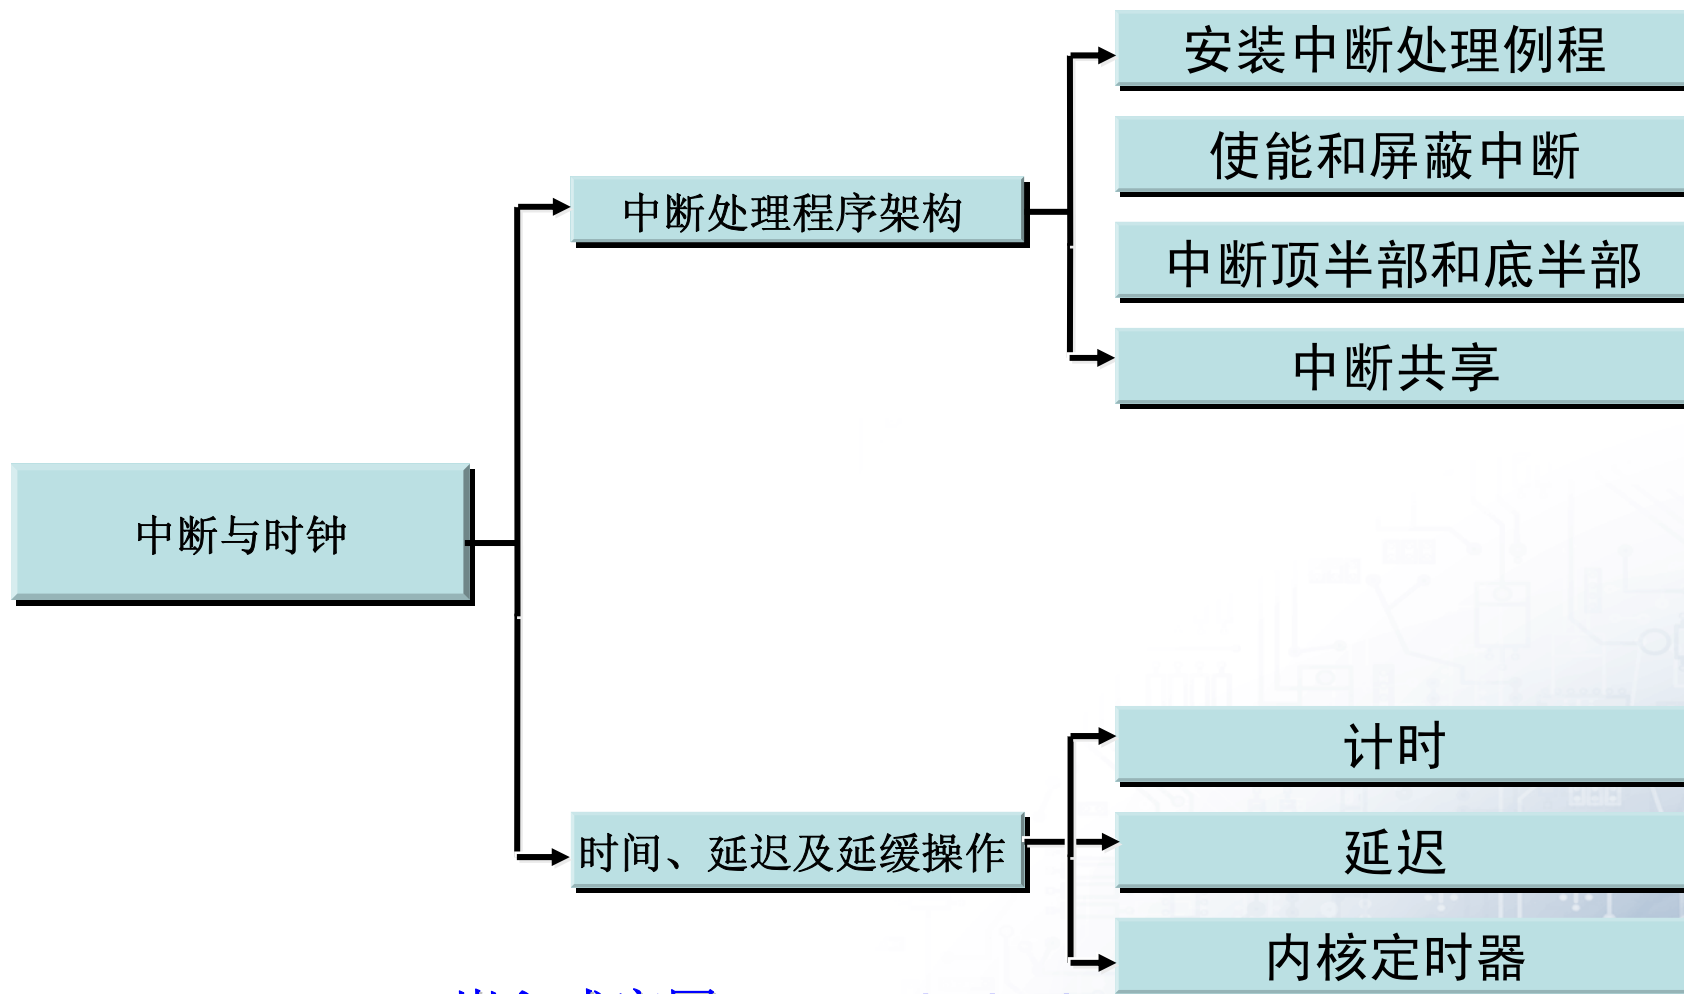 安装中断处理例程
使能和屏蔽中断
中断处理程序架构
中断顶半部和底半部
中断共享
中断与时钟
计时
时间、延迟及延缓操作
延迟
内核定时器